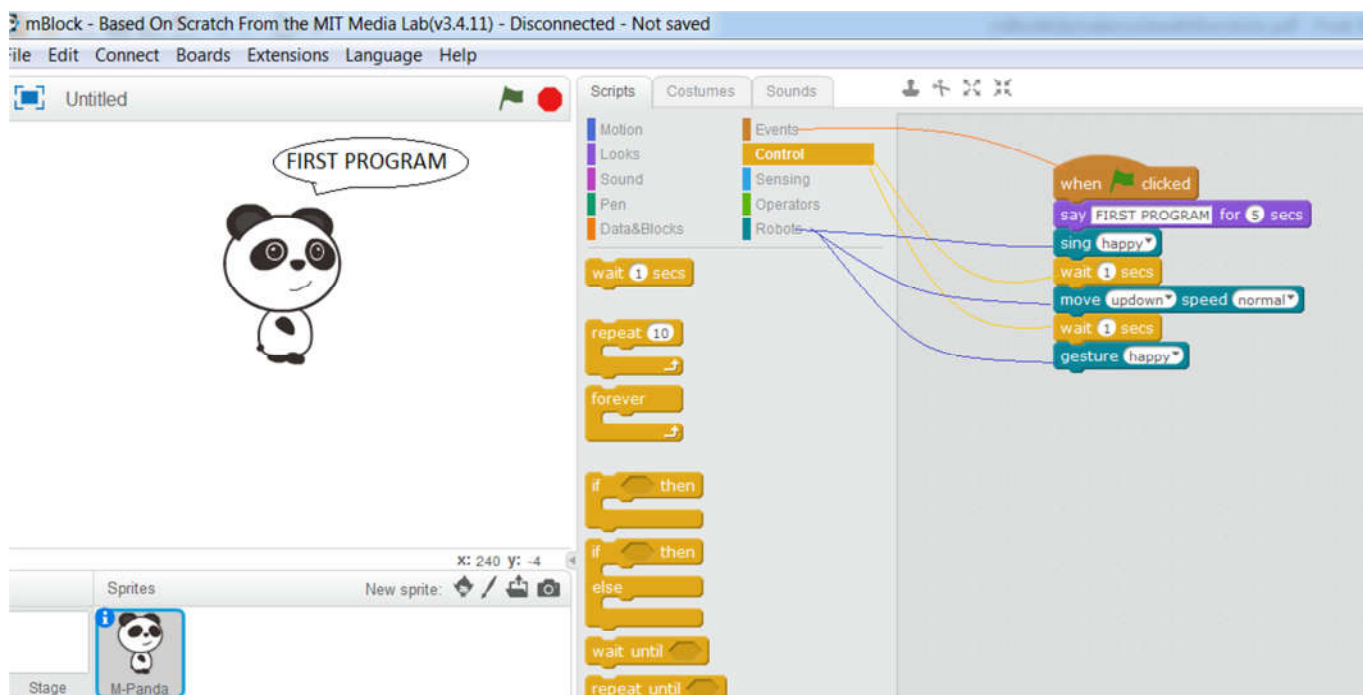 mBlock - Based On Scratch From the MIT Media Lab(v3.4.11) - Disconnected - Not saved
File Edit Connect Boards Extensions Language Help
Untitled
FIRST PROGRAM
x: 240 y: -4
Sprites
New sprite:
Stage
M-Panda
Scripts Costumes Sounds
Motion
Looks
Sound
Pen
Data&Blocks
Events
Control
Sensing
Operators
Robots
wait 1 secs
repeat 10
forever
if then
if then
else
wait until
repeat until
when clicked
say FIRST PROGRAM for 5 secs
sing happy
wait 1 secs
move updown speed normal
wait 1 secs
gesture happy